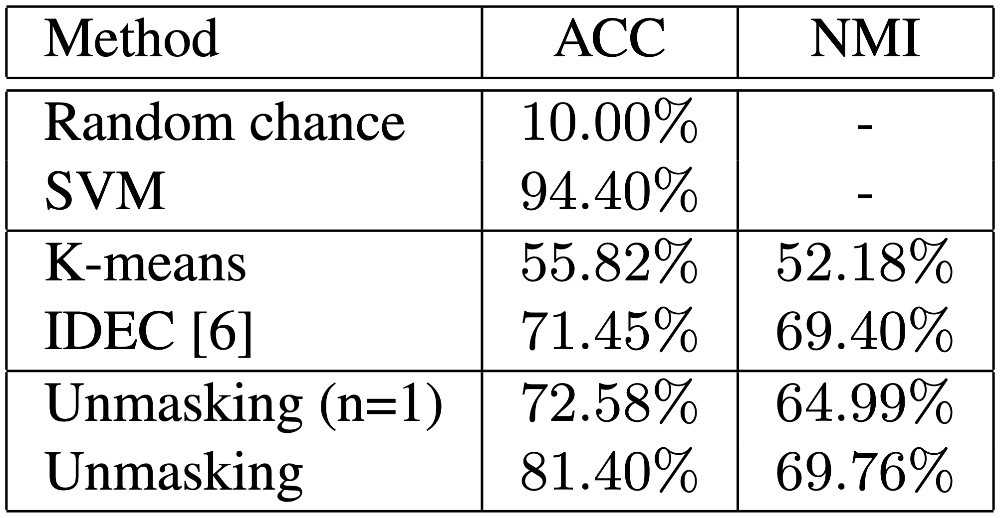 Method ACC NMI
Random chance 10.00% -
SVM 94.40% -
K-means 55.82% 52.18%
IDEC [6] 71.45% 69.40%
Unmasking (n=1) 72.58% 64.99%
Unmasking 81.40% 69.76%